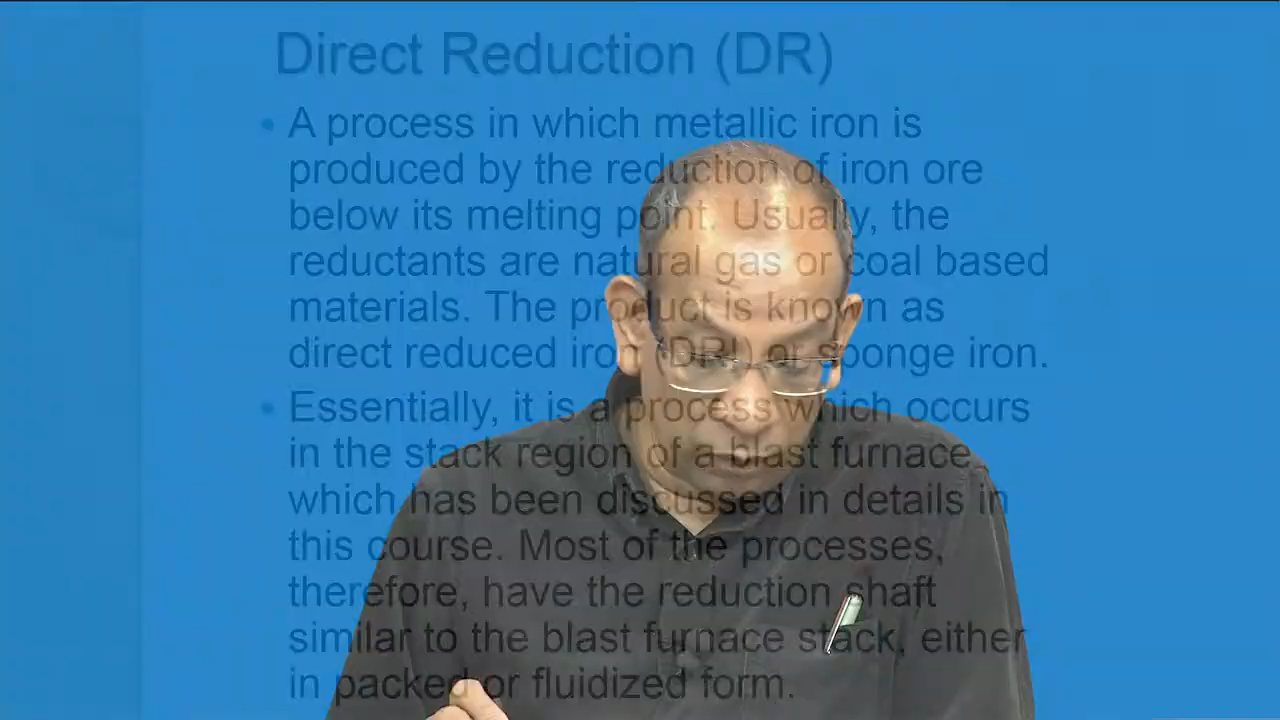 Direct Reduction (DR)
• A process in which metallic iron is
produced by the reduction of iron ore
below its melting point. Usually, the
reductants are natural gas or coal based
materials. The product is known as
direct reduced iron (DRI) or sponge iron.
• Essentially, it is a process which occurs
in the stack region of a blast furnace
which has been discussed in details in
this course. Most of the processes,
therefore, have the reduction shaft
similar to the blast furnace stack, either
in packed or fluidized form.